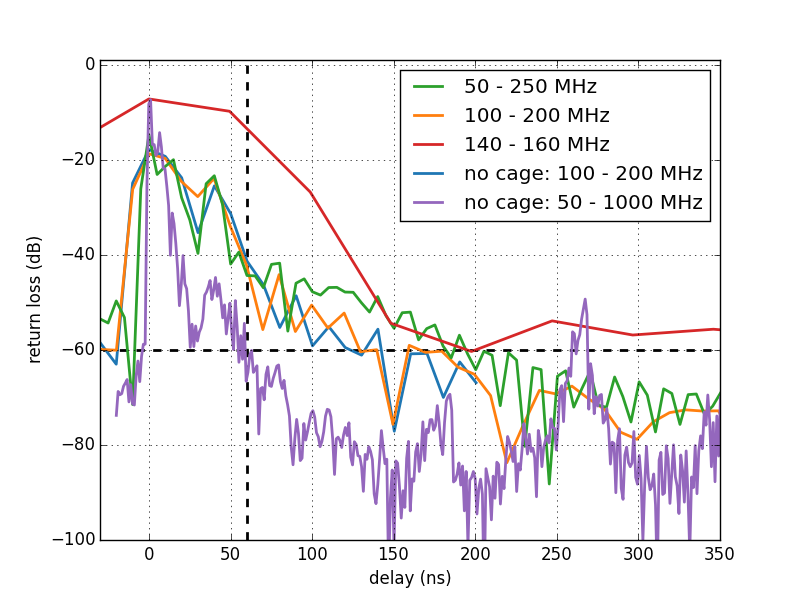 50 - 250 MHz
100 - 200 MHz
140 - 160 MHz
no cage: 100 - 200 MHz
no cage: 50 - 1000 MHz
return loss (dB)
0
−20
−40
−60
−80
−100
0 50 100 150 200 250 300 350
delay (ns)